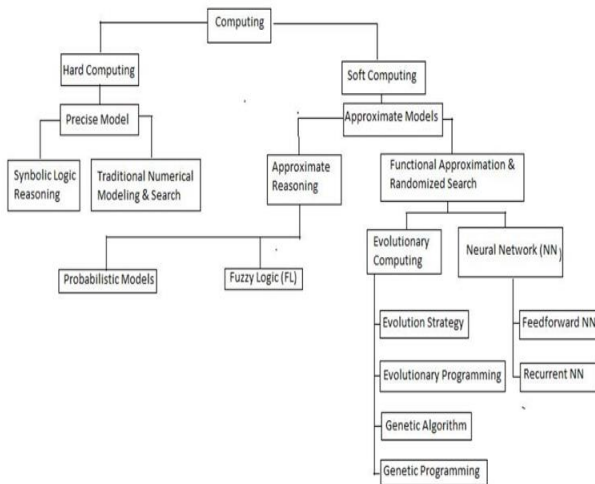 Computing
Hard Computing
Soft Computing
Precise Model
Approximate Models
Synbolic Logic
Reasoning
Traditional Numerical
Modeling & Search
Approximate
Reasoning
Functional Approximation &
Randomized Search
Evolutionary
Computing
Neural Network (NN)
Probabilistic Models
Fuzzy Logic (FL)
Evolution Strategy
Feedforward NN
Evolutionary Programming
Recurrent NN
Genetic Algorithm
Genetic Programming